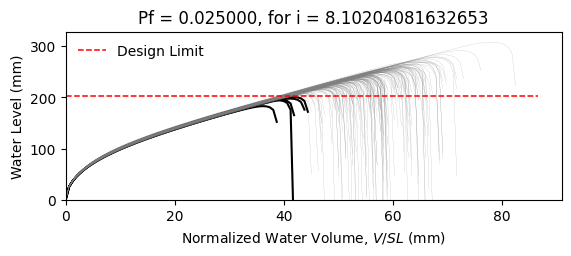 Pf = 0.025000, for i = 8.10204081632653
Water Level (mm)
300
200
100
0
Design Limit
0 20 40 60 80
Normalized Water Volume, V/SL (mm)